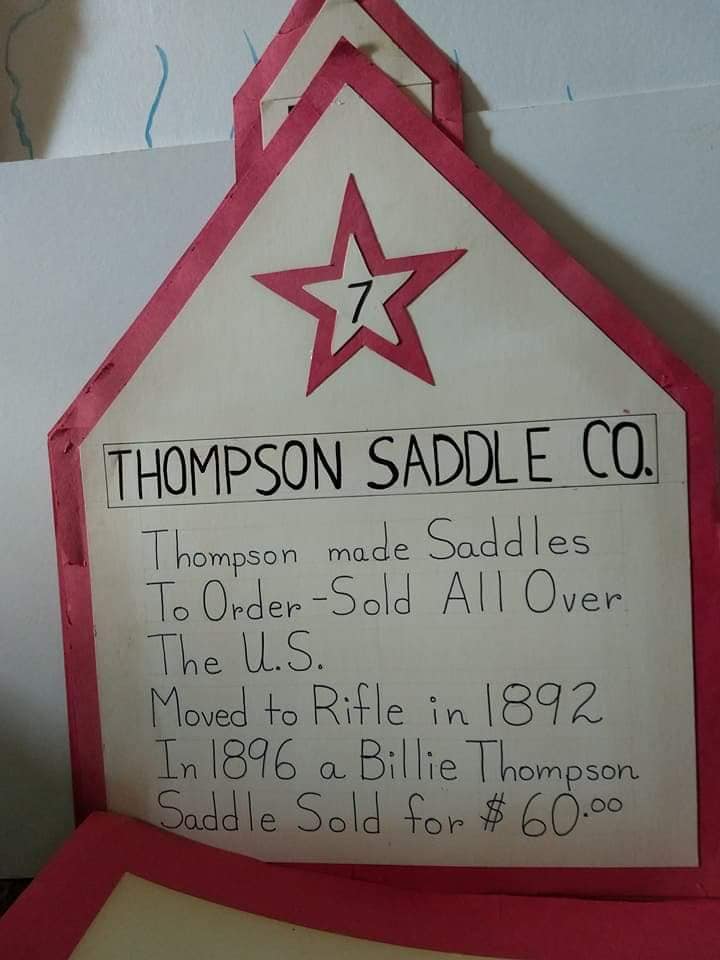 7
THOMPSON SADDLE CO.
Thompson made Saddles
To Order-Sold All Over
The U.S.
Moved to Rifle in 1892
In 1896 a Billie Thompson
Saddle Sold for $60.00